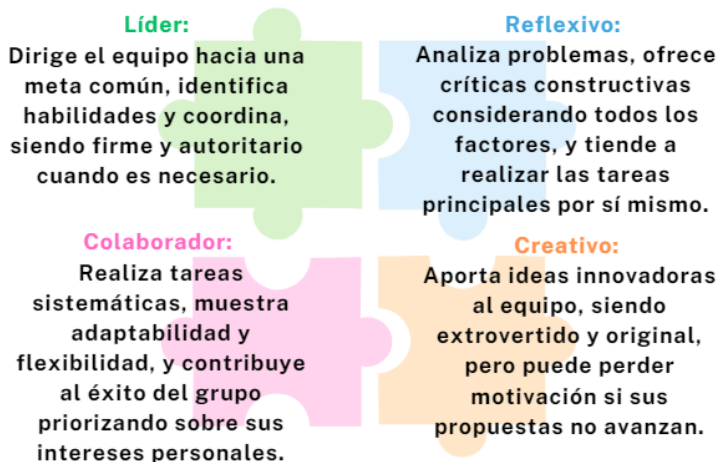 Líder:
Dirige el equipo hacia una
meta común, identifica
habilidades y coordina,
siendo firme y autoritario
cuando es necesario.
Reflexivo:
Analiza problemas, ofrece
críticas constructivas
considerando todos los
factores, y tiende a
realizar las tareas
principales por sí mismo.
Colaborador:
Realiza tareas
sistemáticas, muestra
adaptabilidad y
flexibilidad, y contribuye
al éxito del grupo
priorizando sobre sus
intereses personales.
Creativo:
Aporta ideas innovadoras
al equipo, siendo
extrovertido y original,
pero puede perder
motivación si sus
propuestas no avanzan.